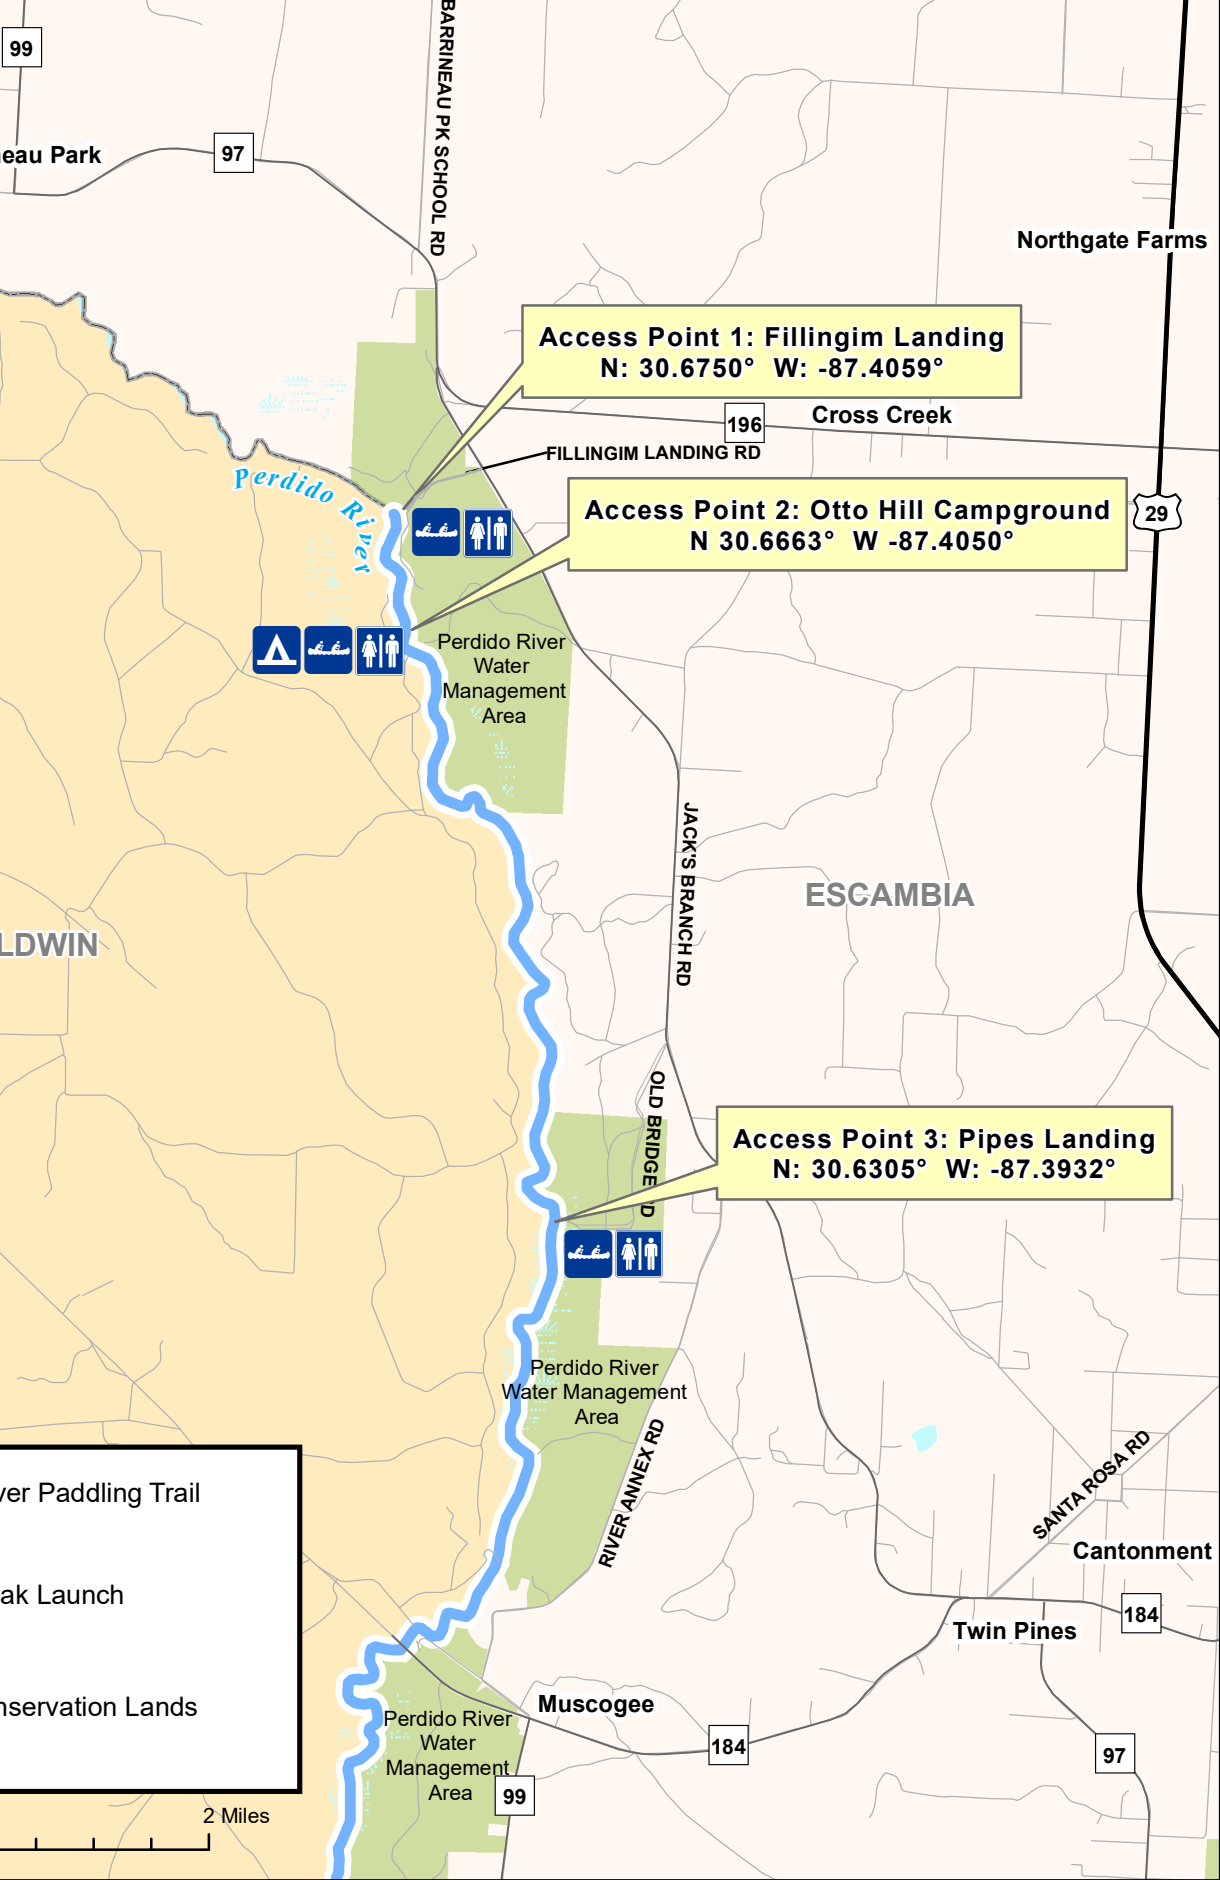 BARRINEAU PK SCHOOL RD
99
eau Park
97
Northgate Farms
Access Point 1: Fillingim Landing
N: 30.6750° W: -87.4059°
196
Cross Creek
FILLINGIM LANDING RD
Perdido River
29
Access Point 2: Otto Hill Campground
N 30.6663° W -87.4050°
Perdido River
Water
Management
Area
JACK'S BRANCH RD
ESCAMBIA
LDWIN
OLD BRIDGE RD
Access Point 3: Pipes Landing
N: 30.6305° W: -87.3932°
Perdido River
Water Management
Area
RIVER ANNEX RD
SANTA ROSA RD
ver Paddling Trail
Cantonment
ak Launch
184
Twin Pines
nservation Lands
Muscogee
Perdido River
Water
Management
Area
184
97
99
2 Miles